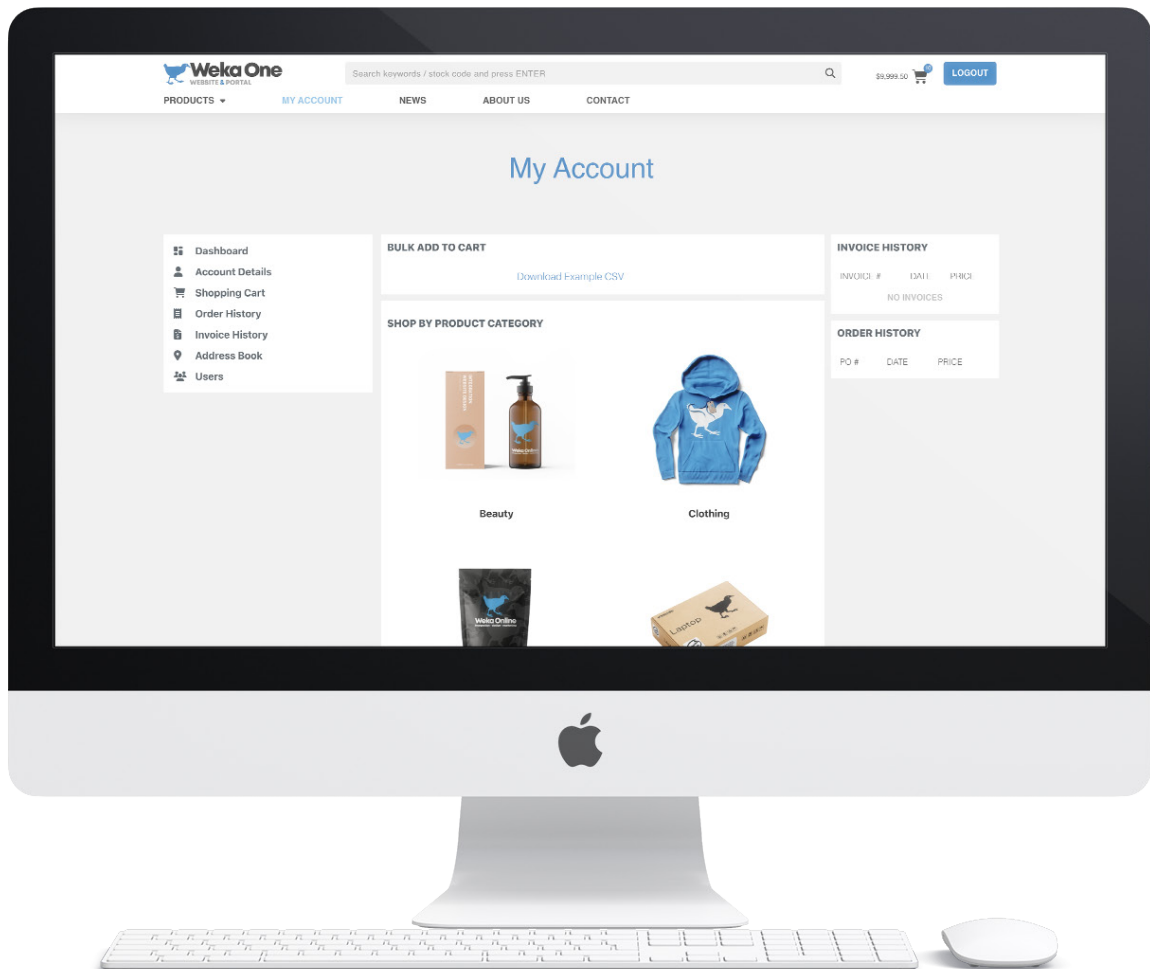 Weka One
WEBSITE & PORTAL
Search keywords / stock code and press ENTER
$9,999.50
LOGOUT
PRODUCTS
MY ACCOUNT
NEWS
ABOUT US
CONTACT
My Account
Dashboard
Account Details
Shopping Cart
Order History
Invoice History
Address Book
Users
BULK ADD TO CART
Download Example CSV
SHOP BY PRODUCT CATEGORY
Weka Online
Beauty
Clothing
Weka Online
Laptop
INVOICE HISTORY
INVOICE # DATE PRICE
NO INVOICES
ORDER HISTORY
PO # DATE PRICE